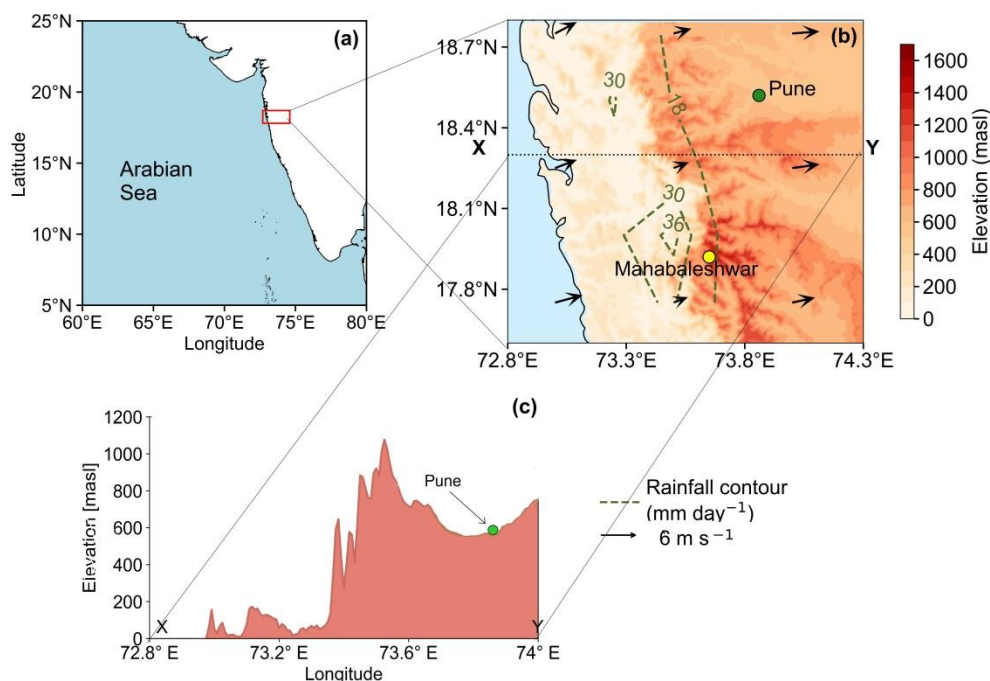 (a)
25°N
20°N
15°N
10°N
5°N
Latitude
Arabian
Sea
60°E 65°E 70°E 75°E 80°E
Longitude
(b)
18.7°N
18.4°N
18.1°N
17.8°N
30
18
Pune
X
Y
30
36
Mahabaleshwar
72.8° E 73.3° E 73.8° E 74.3° E
1600
1400
1200
1000
800
600
400
200
0
Elevation (masl)
(c)
1200
1000
800
600
400
200
0
Elevation [masl]
Pune
X
Y
72.8° E 73.2° E 73.6° E 74° E
Longitude
Rainfall contour
(mm day⁻¹)
6 m s⁻¹